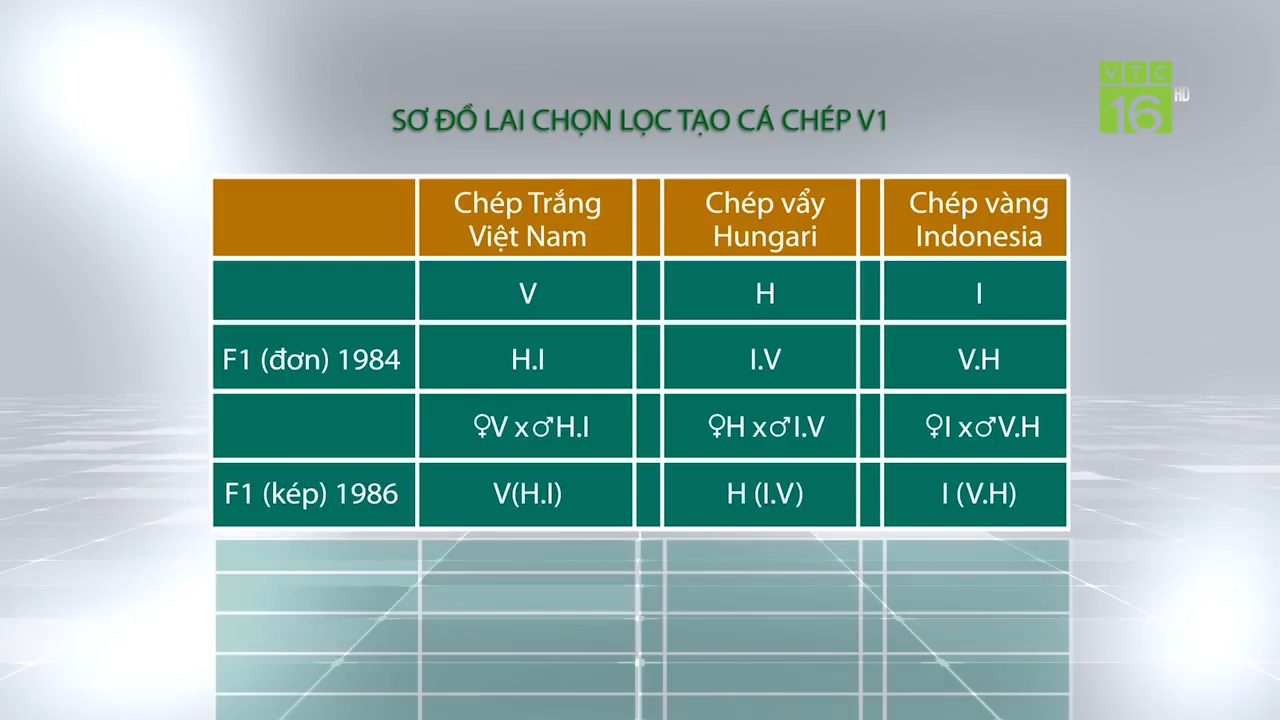 VTC
16
HD
SƠ ĐỒ LAI CHỌN LỌC TẠO CÁ CHÉP V1
Chép Trắng Việt Nam
Chép vẩy Hungari
Chép vàng Indonesia
V H I
F1 (đơn) 1984 H.I I.V V.H
♀V x♂H.I ♀H x♂I.V ♀I x♂V.H
F1 (kép) 1986 V(H.I) H (I.V) I (V.H)